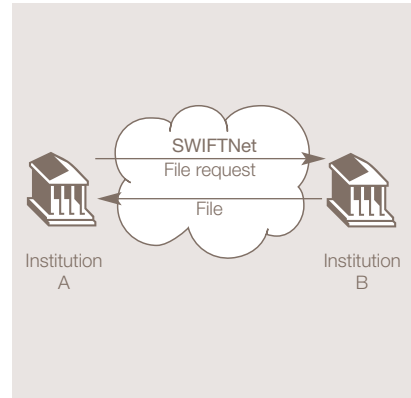 SWIFTNet
File request
File
Institution
A
Institution
B